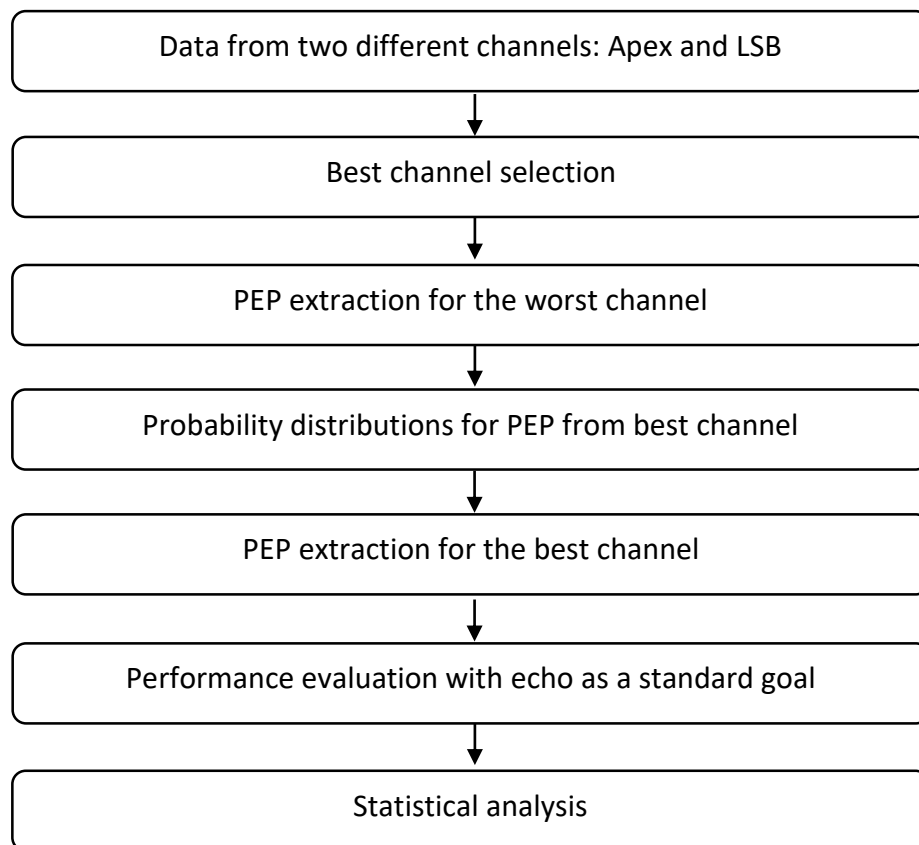 Data from two different channels: Apex and LSB
Best channel selection
PEP extraction for the worst channel
Probability distributions for PEP from best channel
PEP extraction for the best channel
Performance evaluation with echo as a standard goal
Statistical analysis